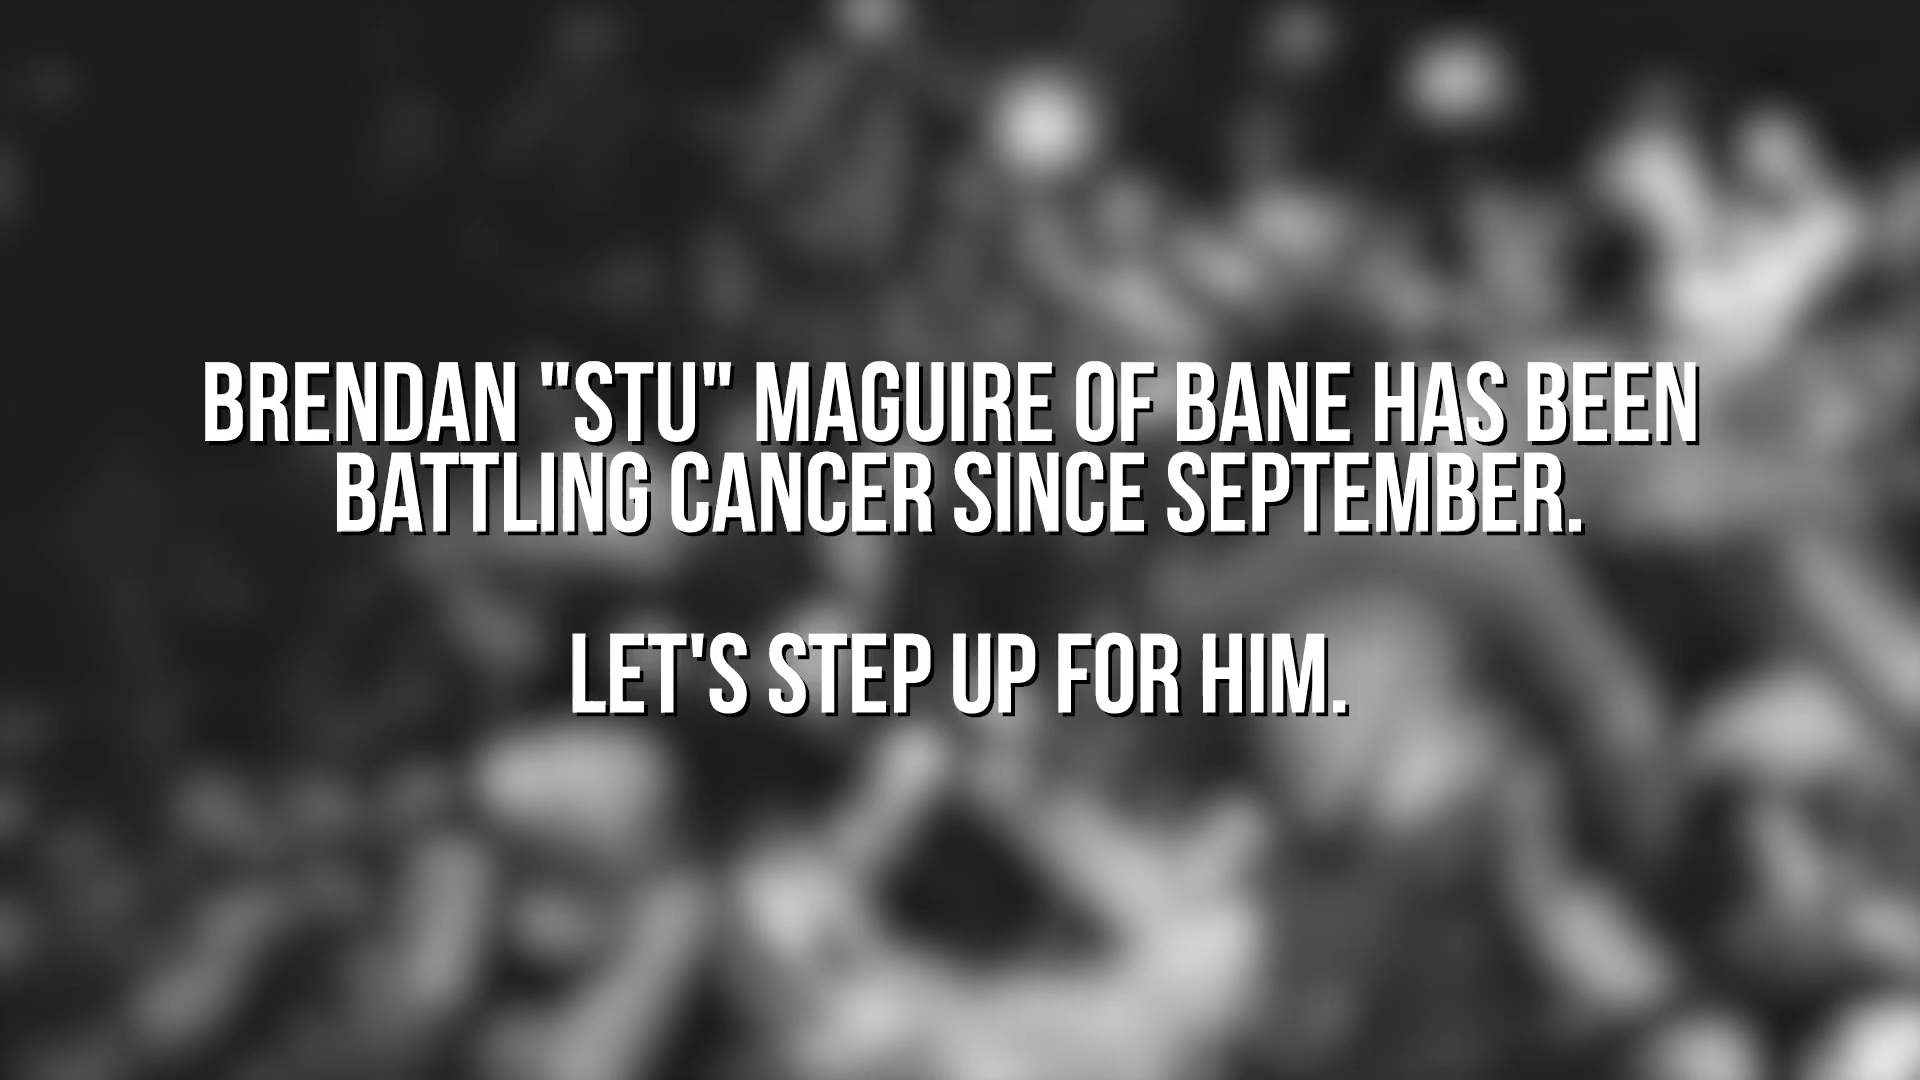 BRENDAN "STU" MAGUIRE OF BANE HAS BEEN
BATTLING CANCER SINCE SEPTEMBER.
LET'S STEP UP FOR HIM.